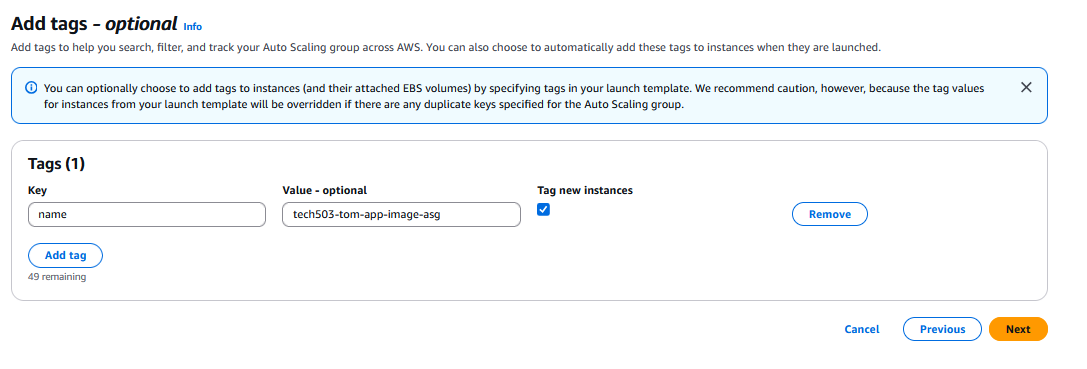 Add tags - optional Info
Add tags to help you search, filter, and track your Auto Scaling group across AWS. You can also choose to automatically add these tags to instances when they are launched.
You can optionally choose to add tags to instances (and their attached EBS volumes) by specifying tags in your launch template. We recommend caution, however, because the tag values
for instances from your launch template will be overridden if there are any duplicate keys specified for the Auto Scaling group.
Tags (1)
Key Value - optional Tag new instances
name tech503-tom-app-image-asg Remove
Add tag
49 remaining
Cancel Previous Next